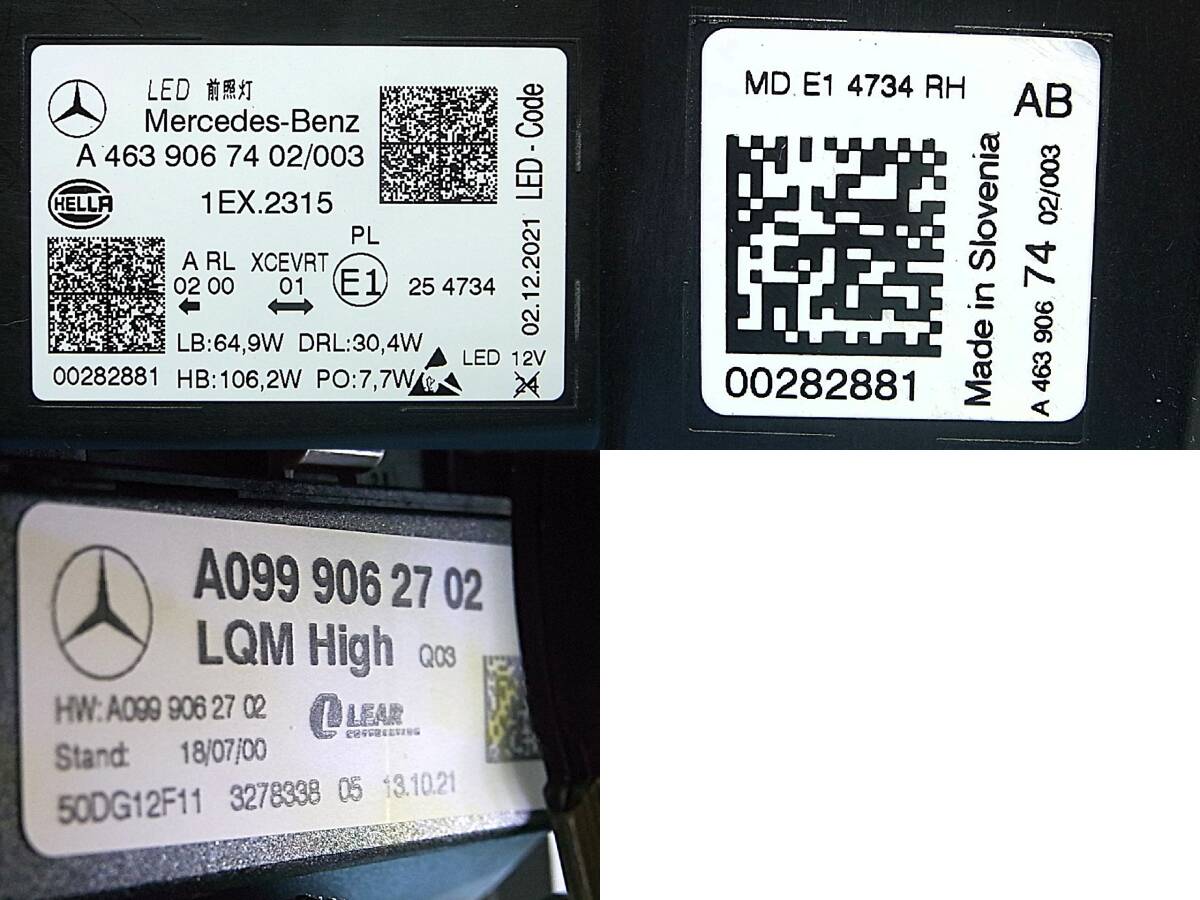 LED 前照灯
Mercedes-Benz
A 463 906 74 02/003
HELLA
1EX.2315
PL
A RL XCEVRT
02 00 01
E1
25 4734
LB:64,9W DRL:30,4W
LED 12V
00282881 HB:106,2W PO:7,7W
24
02.12.2021 LED - Code
MD E1 4734 RH
AB
00282881
Made in Slovenia
A 463 906 74 02/003
A099 906 27 02
LQM High Q03
HW: A099 906 27 02
LEAR
CORPORATION
Stand: 18/07/00
50DG12F11 3278338 05 13.10.21